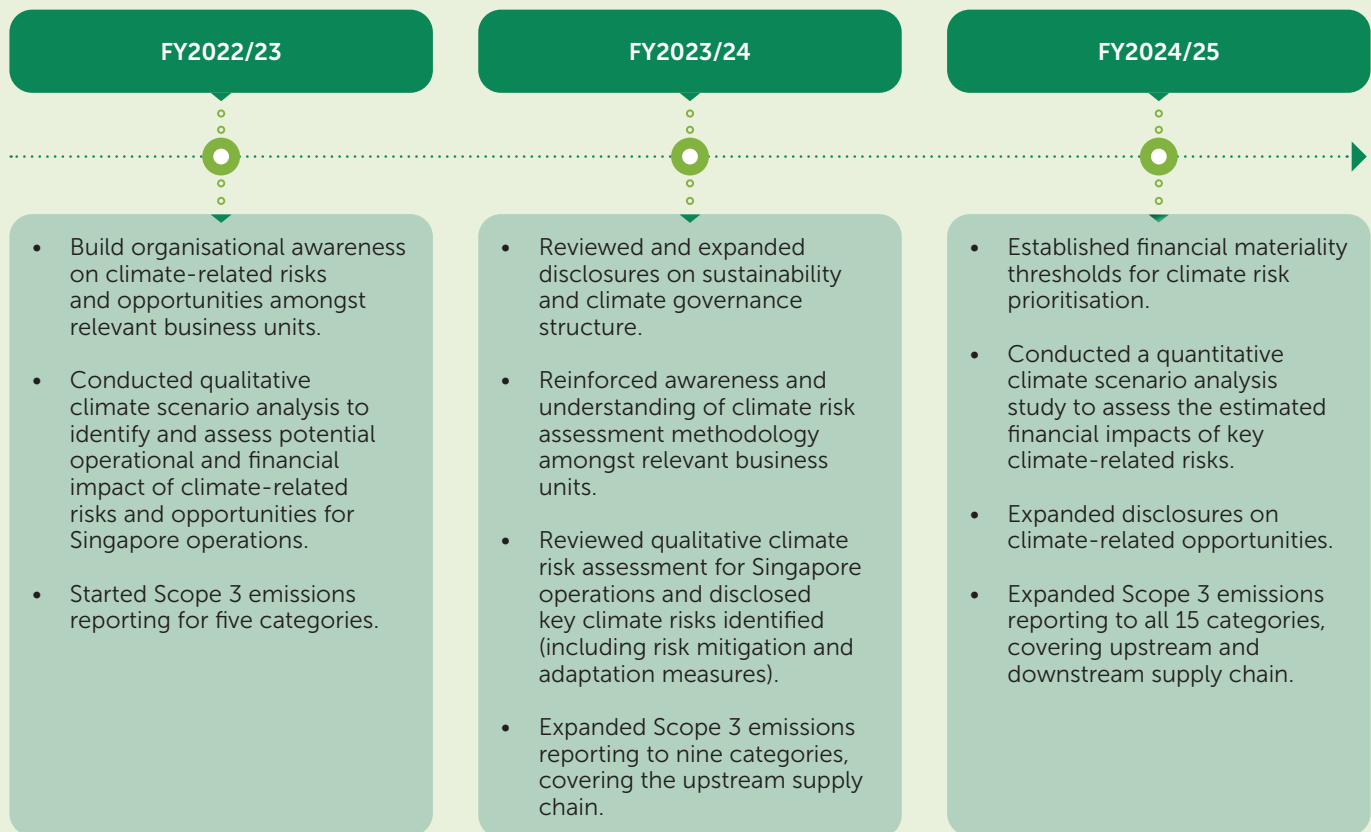 FY2022/23
• Build organisational awareness
on climate-related risks
and opportunities amongst
relevant business units.
• Conducted qualitative
climate scenario analysis to
identify and assess potential
operational and financial
impact of climate-related
risks and opportunities for
Singapore operations.
• Started Scope 3 emissions
reporting for five categories.
FY2023/24
• Reviewed and expanded
disclosures on sustainability
and climate governance
structure.
• Reinforced awareness and
understanding of climate risk
assessment methodology
amongst relevant business
units.
• Reviewed qualitative climate
risk assessment for Singapore
operations and disclosed
key climate risks identified
(including risk mitigation and
adaptation measures).
• Expanded Scope 3 emissions
reporting to nine categories,
covering the upstream supply
chain.
FY2024/25
• Established financial materiality
thresholds for climate risk
prioritisation.
• Conducted a quantitative
climate scenario analysis
study to assess the estimated
financial impacts of key
climate-related risks.
• Expanded disclosures on
climate-related opportunities.
• Expanded Scope 3 emissions
reporting to all 15 categories,
covering upstream and
downstream supply chain.